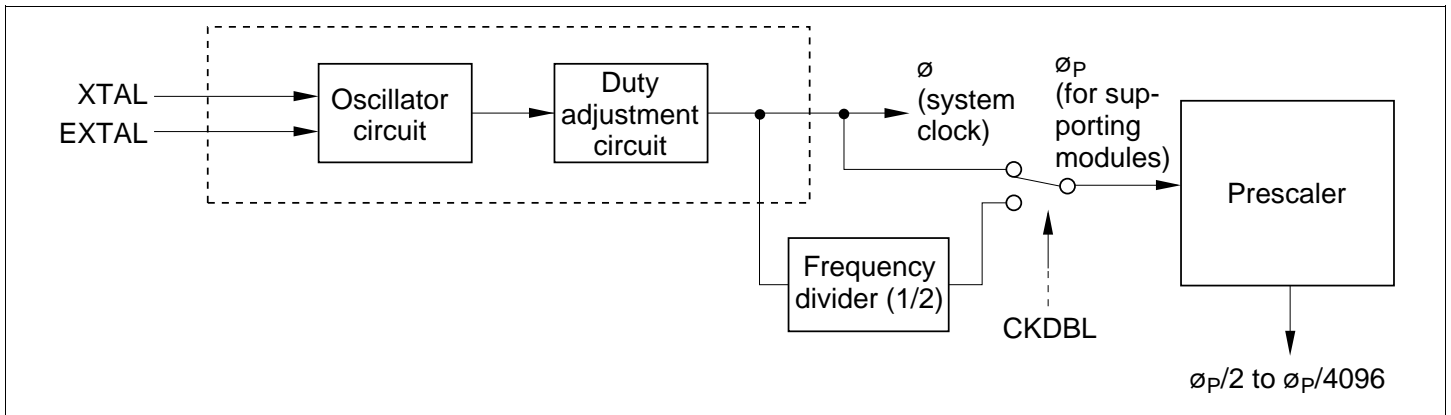 XTAL
EXTAL
Oscillator
circuit
Duty
adjustment
circuit
ø
(system
clock)
øP
(for sup-
porting
modules)
Prescaler
Frequency
divider (1/2)
CKDBL
øP/2 to øP/4096